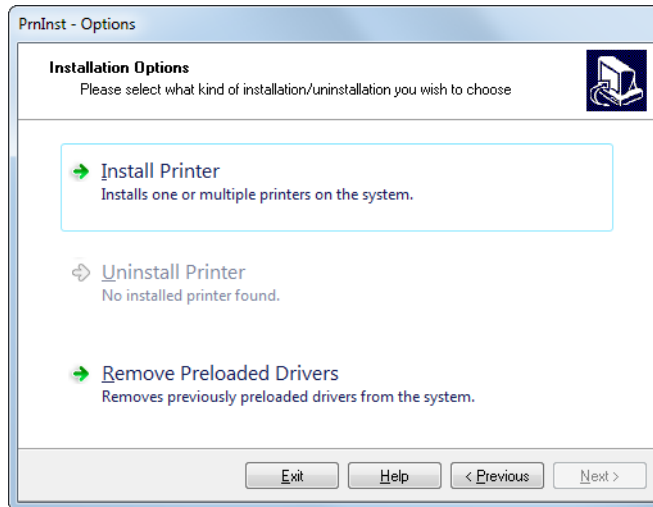 PrnInst - Options
Installation Options
Please select what kind of installation/uninstallation you wish to choose
Install Printer
Installs one or multiple printers on the system.
Uninstall Printer
No installed printer found.
Remove Preloaded Drivers
Removes previously preloaded drivers from the system.
Exit Help < Previous Next >